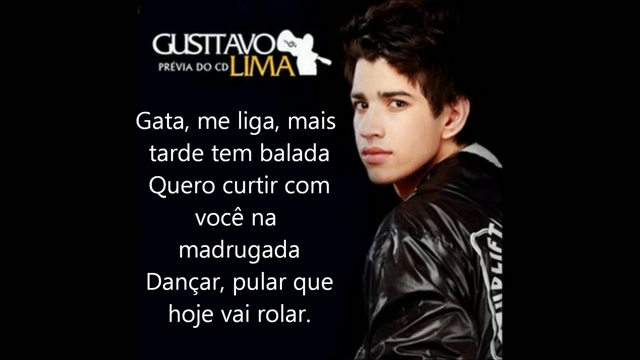 GUSTTAVO
PRÉVIA DO CD LIMA
Gata, me liga, mais
tarde tem balada
Quero curtir com
você na
madrugada
Dançar, pular que
hoje vai rolar.